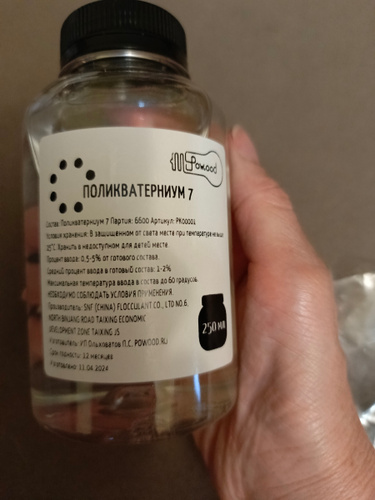 Powood
ПОЛИКВАТЕРНИУМ 7
Состав: Поликватерниум 7 Партия: 6600 Артикул: PK00001
Условия хранения: В защищенном от света месте при температуре не выше
25°C. Хранить в недоступном для детей месте
Процент ввода: 0,5-5% от готового состава
Средний процент ввода в готовый состав: 1-2%
Максимальная температура ввода в состав до 60 градусов.
НЕОБХОДИМО СОБЛЮДАТЬ УСЛОВИЯ ПРИМЕНЕНИЯ.
Производитель: SNF (CHINA) FLOCCULANT CO., LTD NO.6,
NORTH BINJIANG ROAD TAIXING ECONOMIC
DEVELOPMENT ZONE TAIXING JS
ИП П.С. POWOOD.RU
Срок годности: 12 месяцев
Изготовлено: 11.04.2024
250 МЛ